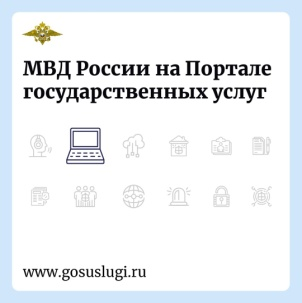 МВД России на Портале
государственных услуг
www.gosuslugi.ru